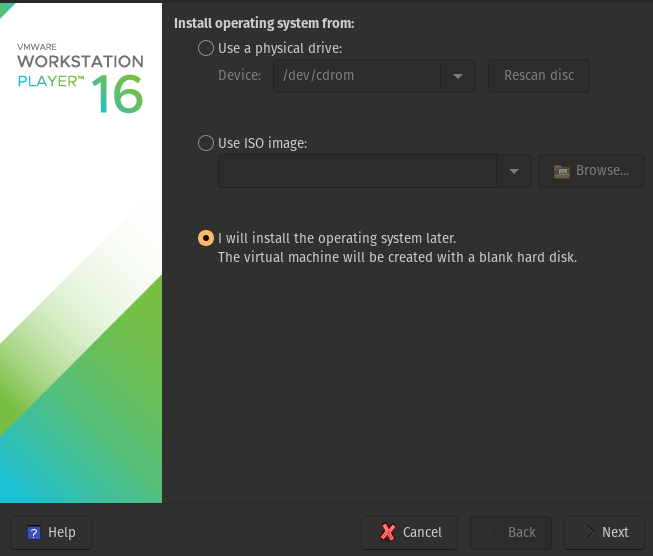 Install operating system from:
VMWARE
WORKSTATION
PLAYER™ 16
Use a physical drive:
Device: /dev/cdrom Rescan disc
Use ISO image:
Browse...
I will install the operating system later.
The virtual machine will be created with a blank hard disk.
? Help Cancel Back Next